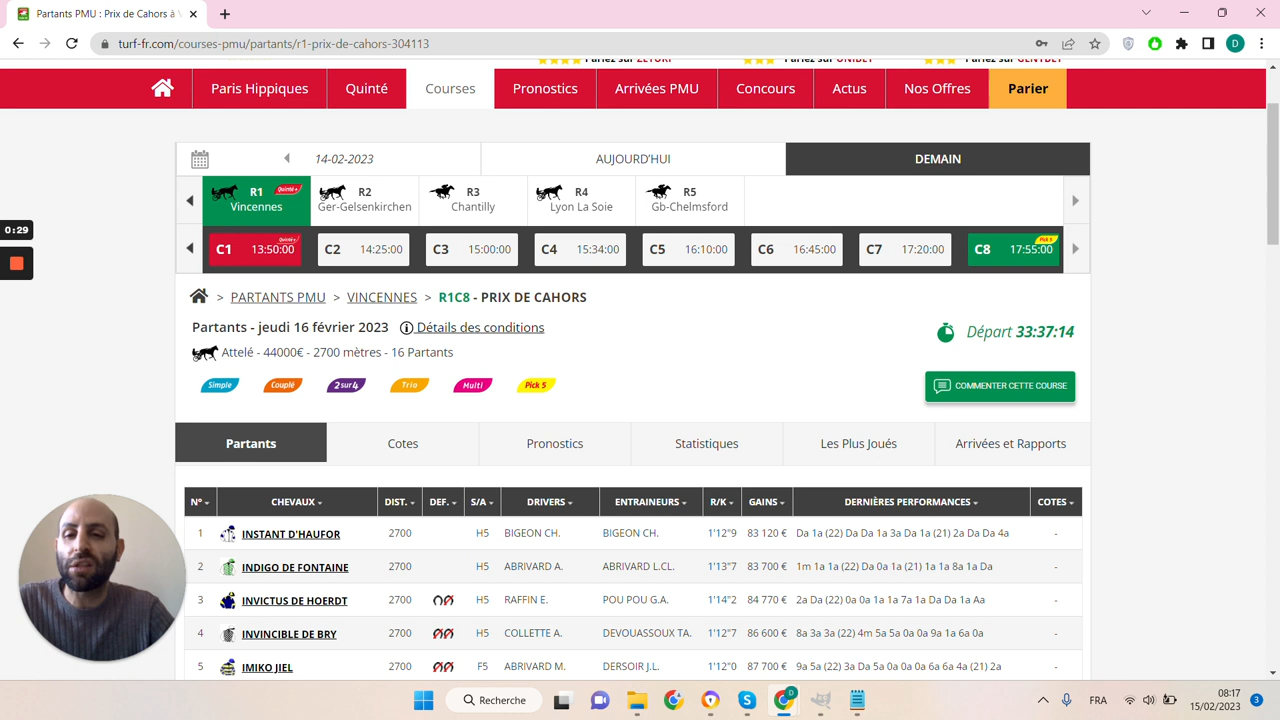 Partants PMU : Prix de Cahors à V
turf-fr.com/courses-pmu/partants/r1-prix-de-cahors-304113
D
Pariez sur ZETURF
Pariez sur UNIBET
Pariez sur GENYBET
Paris Hippiques Quinté Courses Pronostics Arrivées PMU Concours Actus Nos Offres Parier
14-02-2023 AUJOURD'HUI DEMAIN
R1 Quinté+ R2 R3 R4 R5
Vincennes Ger-Gelsenkirchen Chantilly Lyon La Soie Gb-Chelmsford
0:29
Quinté+ Pick 5
C1 13:50:00 C2 14:25:00 C3 15:00:00 C4 15:34:00 C5 16:10:00 C6 16:45:00 C7 17:20:00 C8 17:55:00
> PARTANTS PMU > VINCENNES > R1C8 - PRIX DE CAHORS
Partants - jeudi 16 février 2023 Détails des conditions
Départ 33:37:14
Attelé - 44000€ - 2700 mètres - 16 Partants
Simple Couplé 2sur4 Trio Multi Pick 5
COMMENTER CETTE COURSE
Partants Cotes Pronostics Statistiques Les Plus Joués Arrivées et Rapports
N° CHEVAUX DIST. DEF. S/A DRIVERS ENTRAINEURS R/K GAINS DERNIÈRES PERFORMANCES COTES
1 INSTANT D'HAUFOR 2700 H5 BIGEON CH. BIGEON CH. 1'12"9 83 120 € Da 1a (22) Da Da 1a 3a Da 1a (21) 2a Da Da 4a -
2 INDIGO DE FONTAINE 2700 H5 ABRIVARD A. ABRIVARD L.CL. 1'13"7 83 700 € 1m 1a 1a (22) Da 0a 1a (21) 1a 1a 8a 1a Da -
3 INVICTUS DE HOERDT 2700 H5 RAFFIN E. POU POU G.A. 1'14"2 84 770 € 2a Da (22) 0a 0a 1a 1a 7a 1a Da Da 1a Aa -
4 INVINCIBLE DE BRY 2700 H5 COLLETTE A. DEVOUASSOUX TA. 1'12"7 86 600 € 8a 3a 3a (22) 4m 5a 5a 0a 0a 9a 1a 6a 0a -
5 IMIKO JIEL 2700 F5 ABRIVARD M. DERSOIR J.L. 1'12"0 87 700 € 9a 5a (22) 3a Da 5a 0a 0a 0a 6a 4a (21) 2a -
Recherche
FRA
08:17
15/02/2023
3